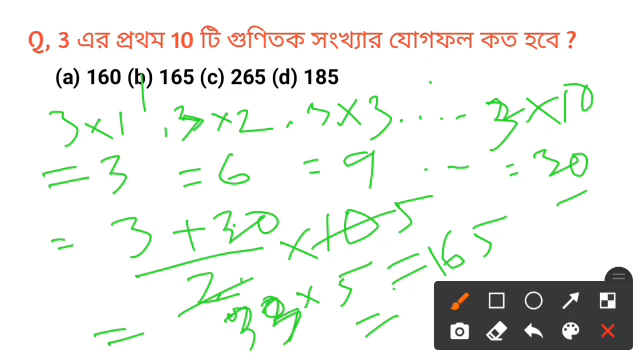 Q, 3 এর প্রথম 10 টি গুণিতক সংখ্যার যোগফল কত হবে ?
(a) 160 (b) 165 (c) 265 (d) 185
3×1, 3×2, 3×3.... 3×10
=3 =6 =9 .-- =30
= 3+30/2 ×10 5
= 33×5 = =165